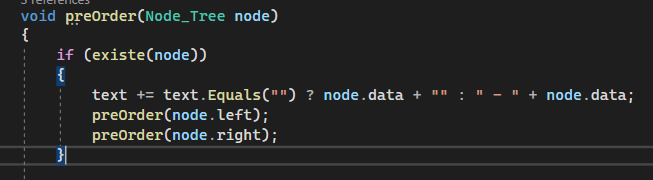 3 references
void preOrder(Node_Tree node)
{
if (existe(node))
{
text += text.Equals("") ? node.data + "" : " - " + node.data;
preOrder(node.left);
preOrder(node.right);
}